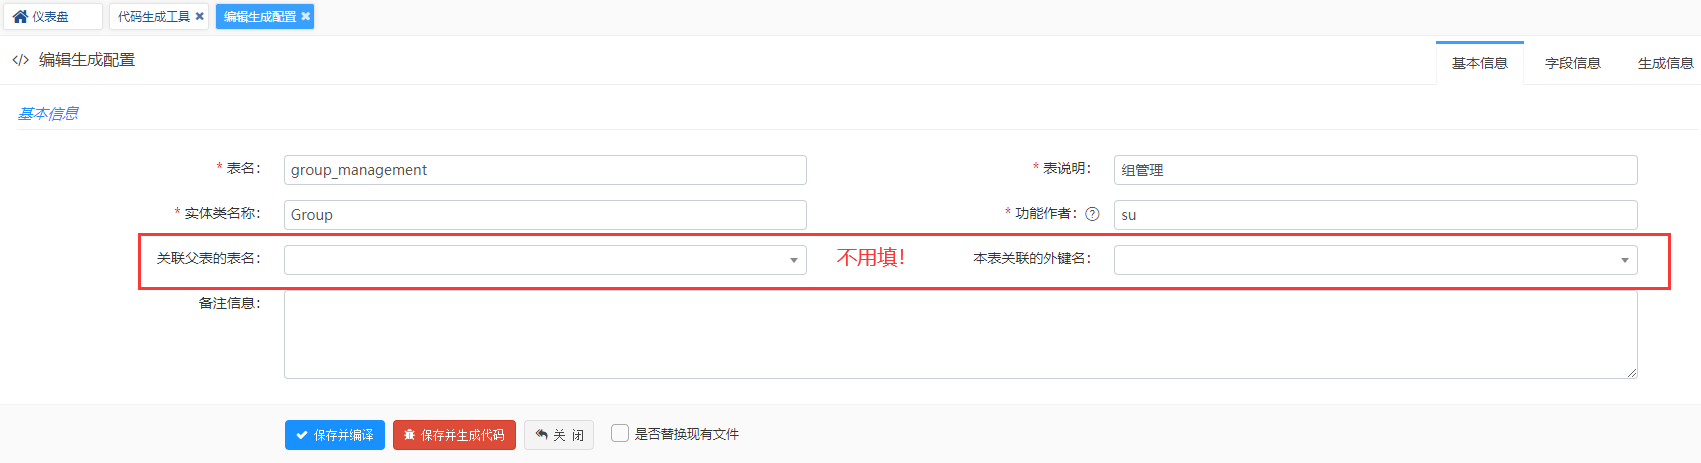 仪表盘 代码生成工具 编辑生成配置
编辑生成配置 基本信息 字段信息 生成信息
基本信息
* 表名： group_management * 表说明： 组管理
* 实体类名称： Group * 功能作者： su
关联父表的表名： 不用填！ 本表关联的外键名：
备注信息：
保存并编译 保存并生成代码 关 闭 是否替换现有文件